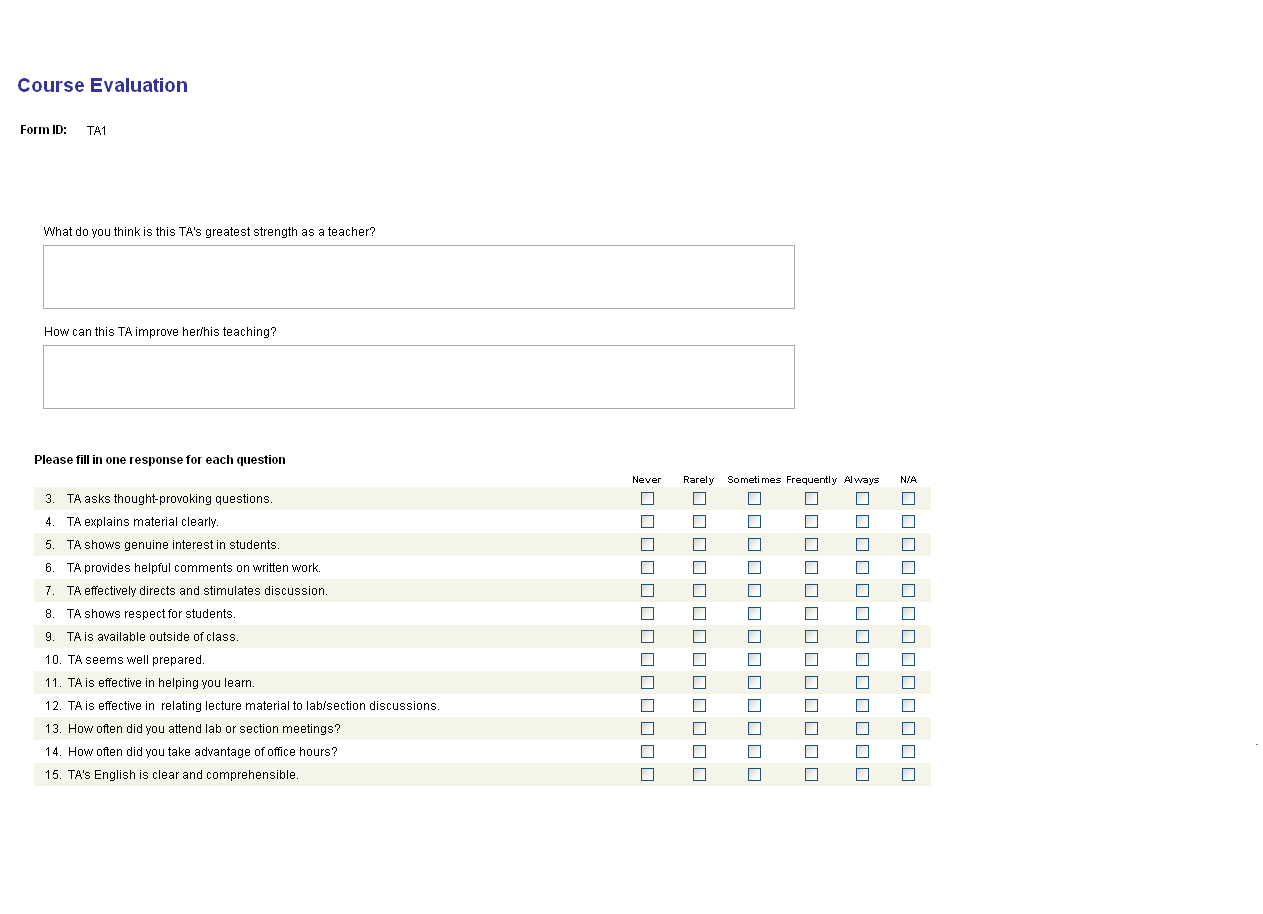 Course Evaluation
Form ID: TA1
What do you think is this TA's greatest strength as a teacher?
How can this TA improve her/his teaching?
Please fill in one response for each question
Never Rarely Sometimes Frequently Always N/A
3. TA asks thought-provoking questions.
4. TA explains material clearly.
5. TA shows genuine interest in students.
6. TA provides helpful comments on written work.
7. TA effectively directs and stimulates discussion.
8. TA shows respect for students.
9. TA is available outside of class.
10. TA seems well prepared.
11. TA is effective in helping you learn.
12. TA is effective in  relating lecture material to lab/section discussions.
13. How often did you attend lab or section meetings?
14. How often did you take advantage of office hours?
15. TA's English is clear and comprehensible.